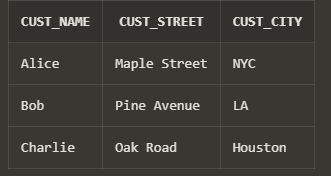 CUST_NAME CUST_STREET CUST_CITY
Alice Maple Street NYC
Bob Pine Avenue LA
Charlie Oak Road Houston